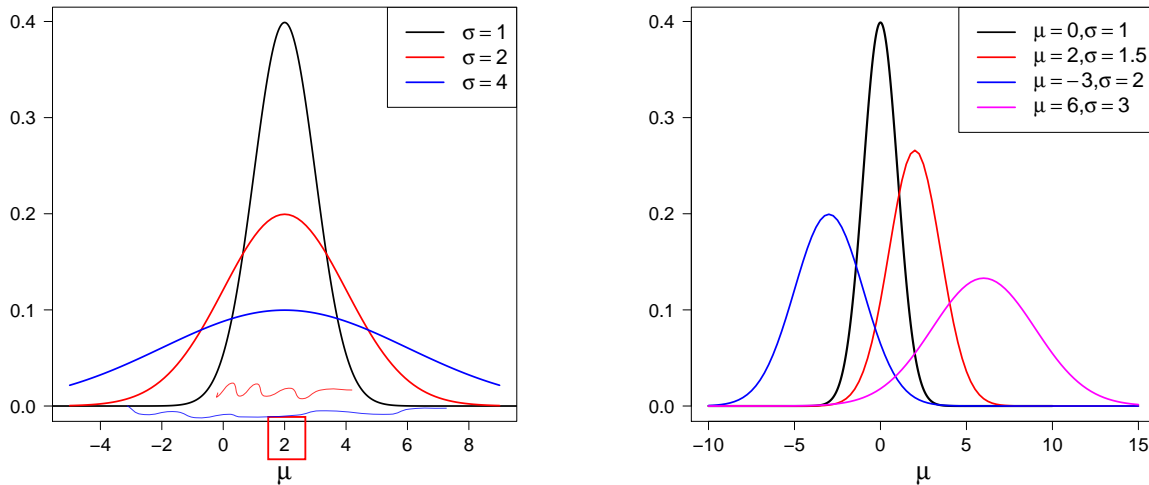 0.4
0.3
0.2
0.1
0.0
σ = 1
σ = 2
σ = 4
−4 −2 0 2 4 6 8
μ
0.4
0.3
0.2
0.1
0.0
μ = 0,σ = 1
μ = 2,σ = 1.5
μ = −3,σ = 2
μ = 6,σ = 3
−10 −5 0 5 10 15
μ